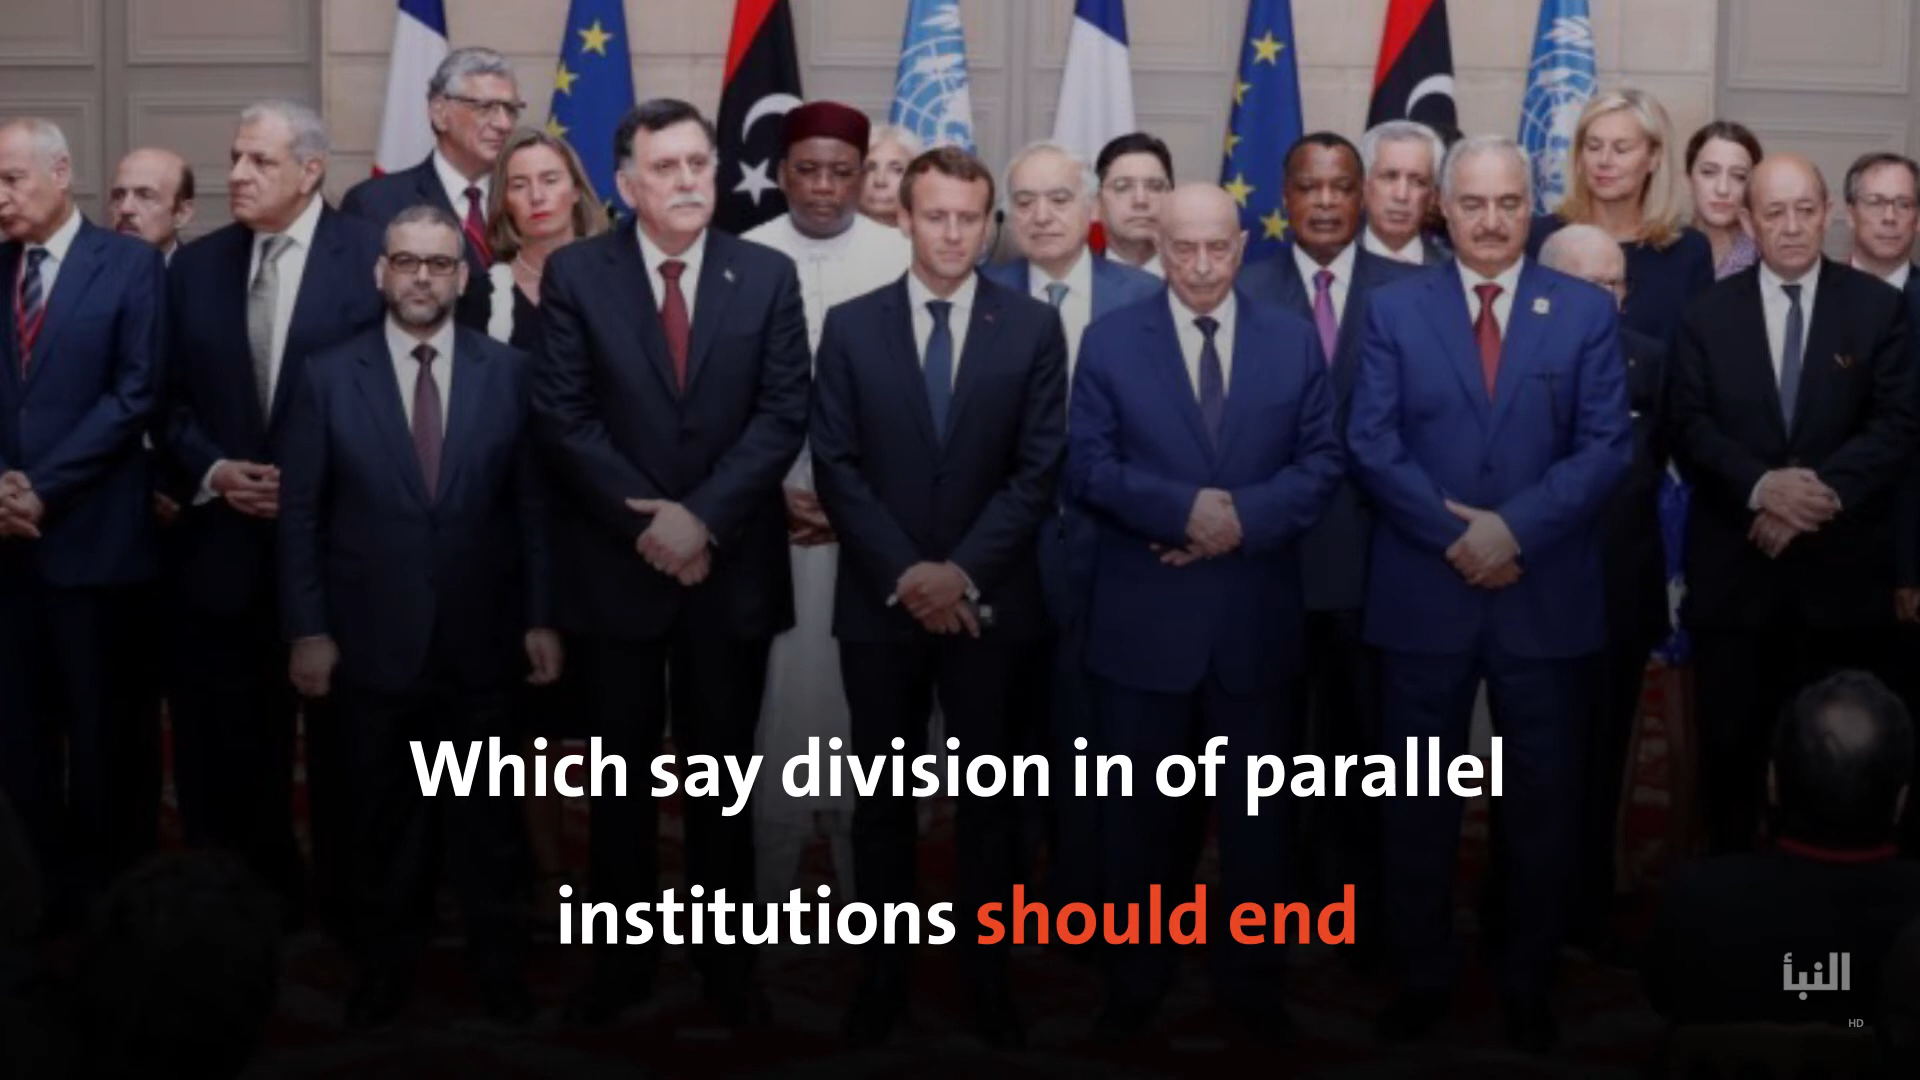 Which say division in of parallel
institutions should end
النبأ
HD